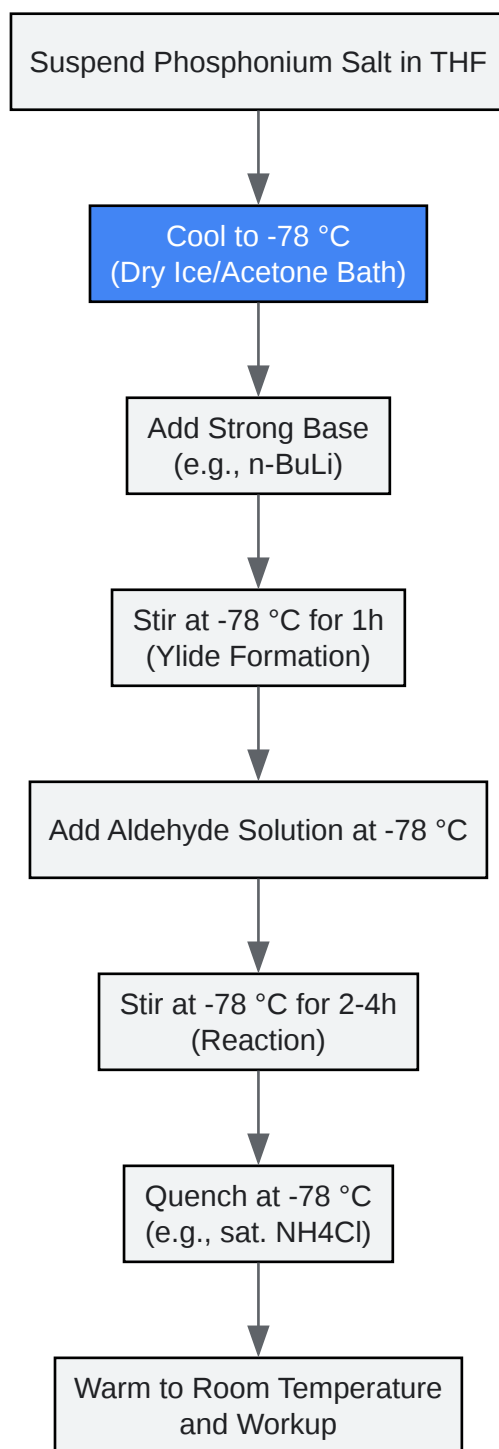 Suspend Phosphonium Salt in THF
Cool to -78 °C
(Dry Ice/Acetone Bath)
Add Strong Base
(e.g., n-BuLi)
Stir at -78 °C for 1h
(Ylide Formation)
Add Aldehyde Solution at -78 °C
Stir at -78 °C for 2-4h
(Reaction)
Quench at -78 °C
(e.g., sat. NH4Cl)
Warm to Room Temperature
and Workup